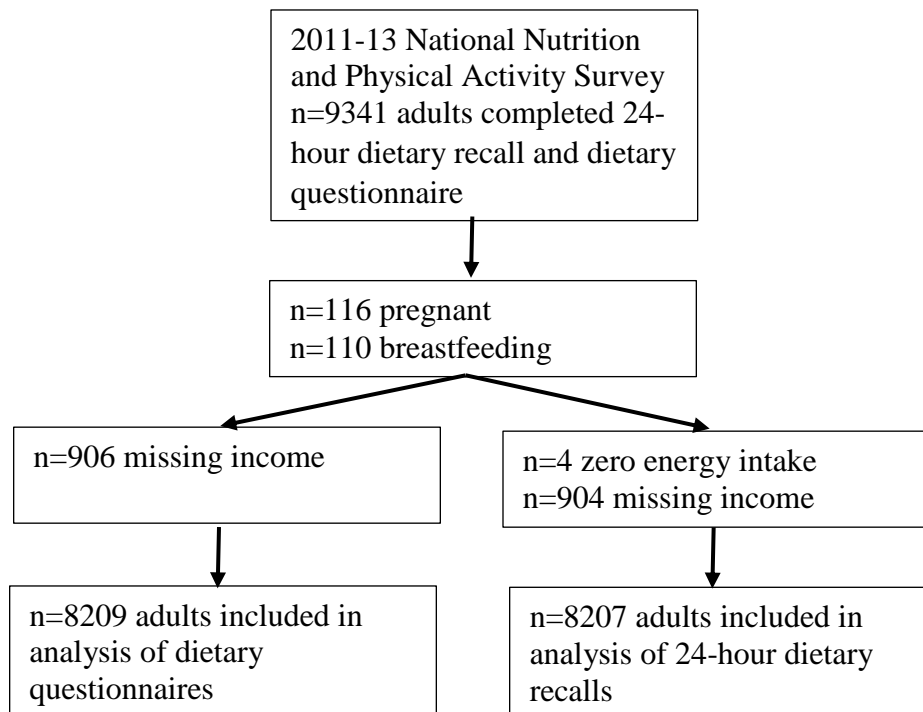 2011-13 National Nutrition
and Physical Activity Survey
n=9341 adults completed 24-
hour dietary recall and dietary
questionnaire
n=116 pregnant
n=110 breastfeeding
n=906 missing income
n=4 zero energy intake
n=904 missing income
n=8209 adults included in
analysis of dietary
questionnaires
n=8207 adults included in
analysis of 24-hour dietary
recalls